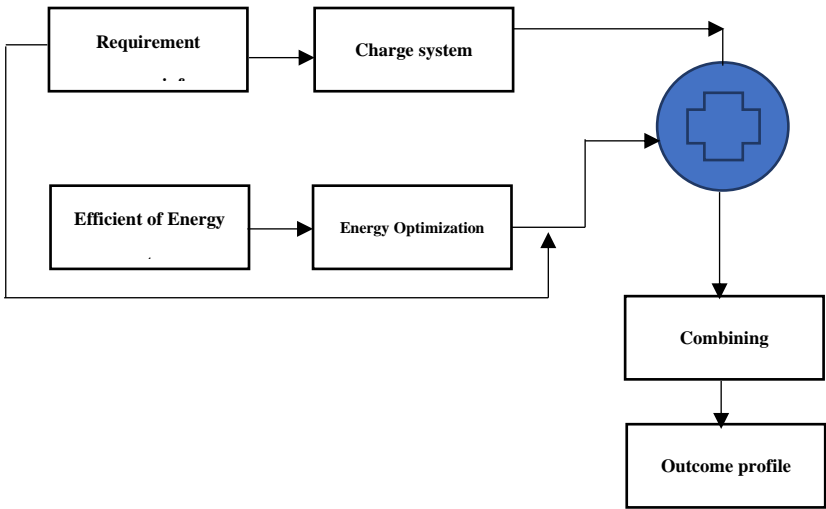 Requirement
Charge system
Efficient of Energy
Energy Optimization
Combining
Outcome profile